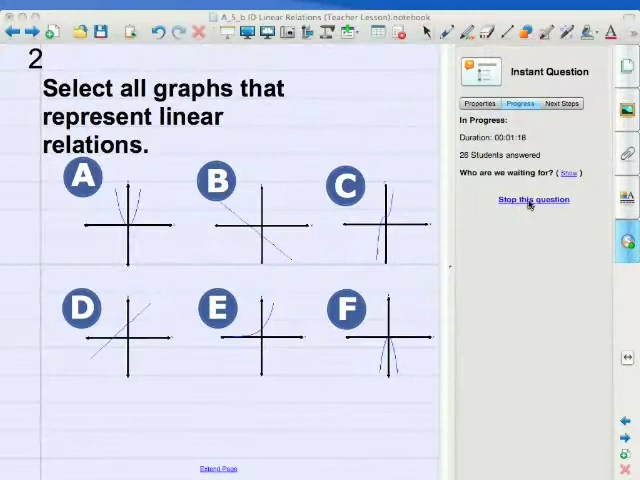 A_5_b ID Linear Relations (Teacher Lesson).notebook
2
Select all graphs that
represent linear
relations.
A
B
C
D
E
F
Extend Page
Instant Question
Properties Progress Next Steps
In Progress:
Duration: 00:01:18
26 Students answered
Who are we waiting for? ( Show )
Stop this question